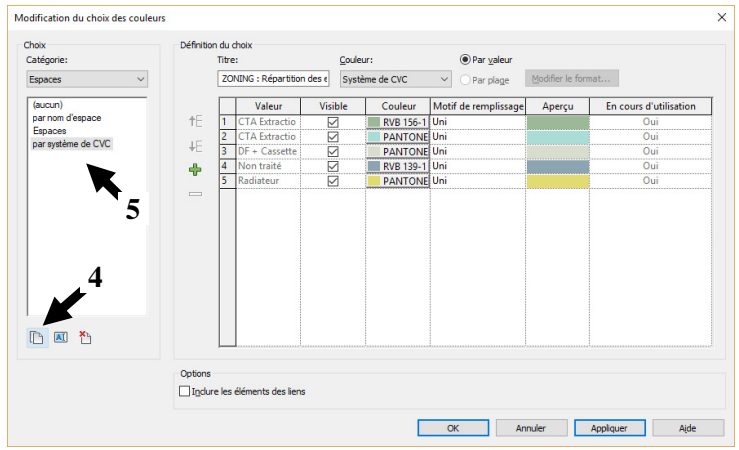 Modification du choix des couleurs
Choix
Catégorie:
Espaces
(aucun)
par nom d'espace
Espaces
par système de CVC
5
4
Définition du choix
Titre:
ZONING : Répartition des e
Couleur:
Système de CVC
Par valeur
Par plage
Modifier le format...
Valeur Visible Couleur Motif de remplissage Aperçu En cours d'utilisation
1 CTA Extractio RVB 156-1 Uni Oui
2 CTA Extractio PANTONE Uni Oui
3 DF + Cassette PANTONE Uni Oui
4 Non traité RVB 139-1 Uni Oui
5 Radiateur PANTONE Uni Oui
Options
Inclure les éléments des liens
OK Annuler Appliquer Aide